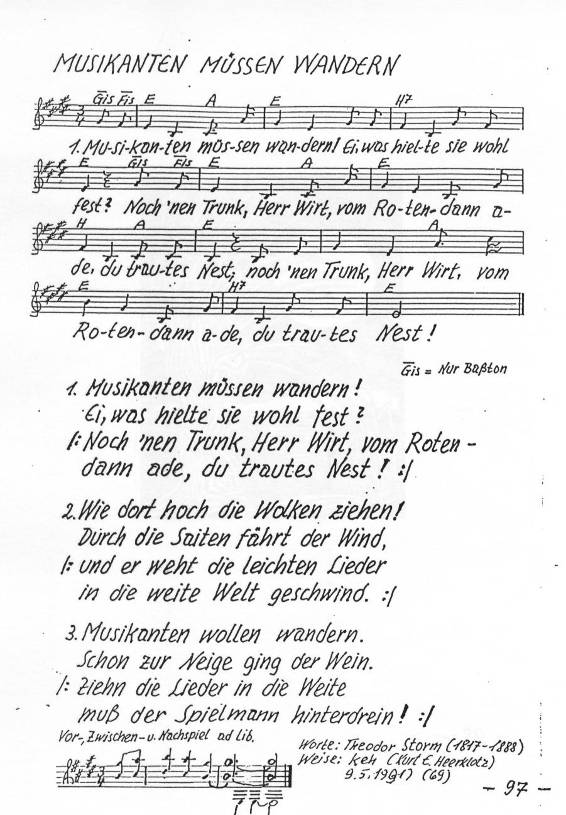 MUSIKANTEN MÜSSEN WANDERN
Gis Fis E A E H7
1. Mu-si-kan-ten müs-sen wan-dern! Ei, was hiel-te sie wohl
E Gis Fis E A E
fest? Noch 'nen Trunk, Herr Wirt, vom Ro-ten-dann a-
H A E A
de, du trau-tes Nest, noch 'nen Trunk, Herr Wirt, vom
E H7 E
Ro-ten-dann a-de, du trau-tes Nest!
Gis = Nur Baßton
1. Musikanten müssen wandern!
Ei, was hielte sie wohl fest?
/: Noch 'nen Trunk, Herr Wirt, vom Roten-
dann ade, du trautes Nest! :/
2. Wie dort hoch die Wolken ziehen!
Durch die Saiten fährt der Wind,
/: und er weht die leichten Lieder
in die weite Welt geschwind. :/
3. Musikanten wollen wandern.
Schon zur Neige ging der Wein.
/: Ziehn die Lieder in die Weite
muß der Spielmann hinterdrein! :/
Vor-, Zwischen- u. Nachspiel ad lib.
Worte: Theodor Storm (1817-1888)
Weise: keh (Kurt E. Heerklotz)
9.5.1991) (69)
- 97 -